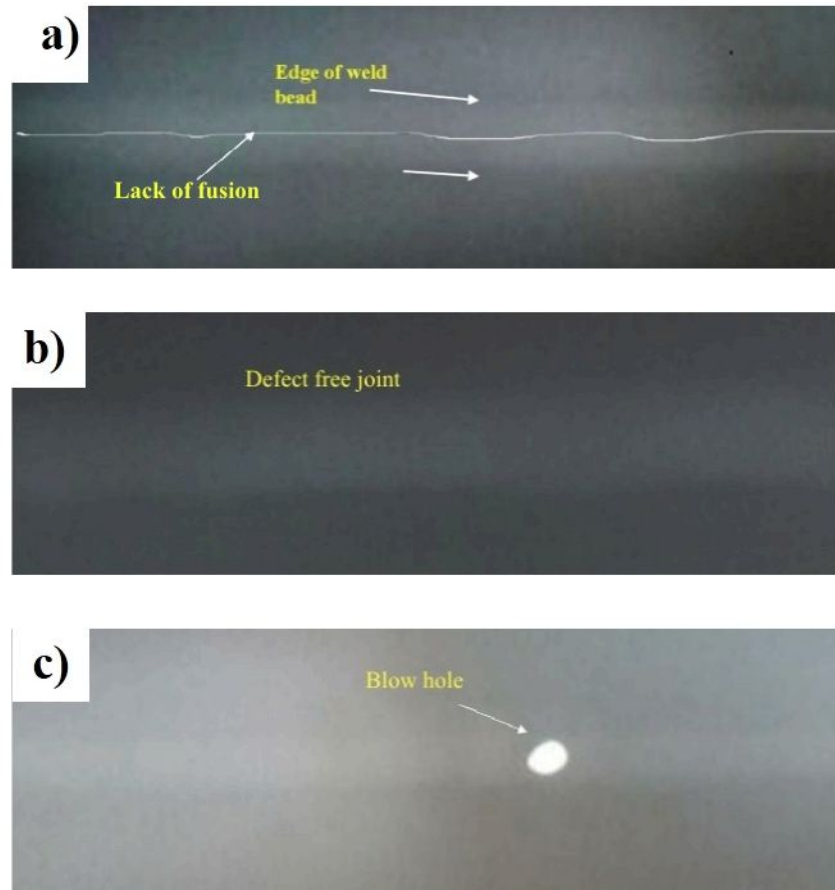 a)
Edge of weld
bead
Lack of fusion
b)
Defect free joint
c)
Blow hole